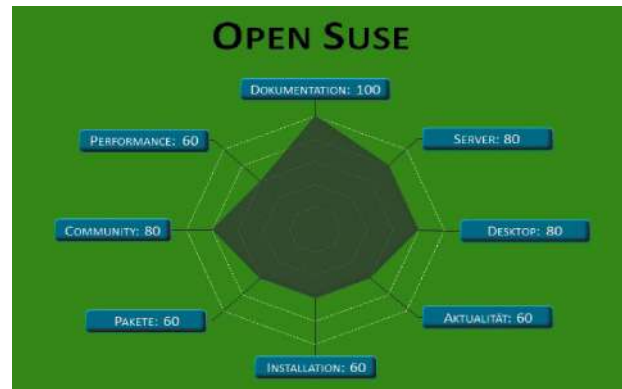 OPEN SUSE
DOKUMENTATION: 100
PERFORMANCE: 60
SERVER: 80
COMMUNITY: 80
DESKTOP: 80
PAKETE: 60
AKTUALITÄT: 60
INSTALLATION: 60